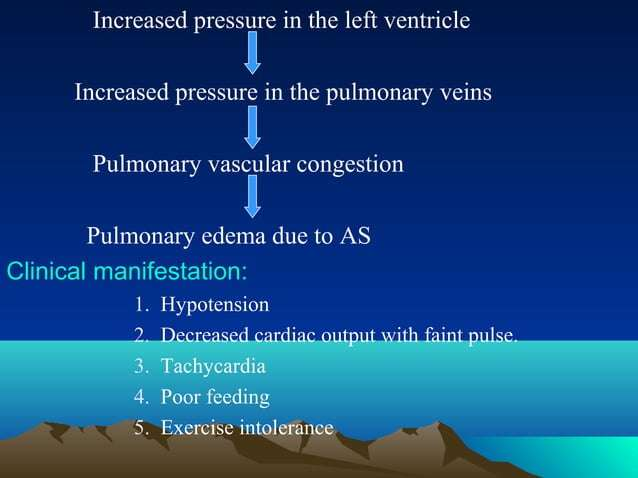 Increased pressure in the left ventricle
Increased pressure in the pulmonary veins
Pulmonary vascular congestion
Pulmonary edema due to AS
Clinical manifestation:
1. Hypotension
2. Decreased cardiac output with faint pulse.
3. Tachycardia
4. Poor feeding
5. Exercise intolerance